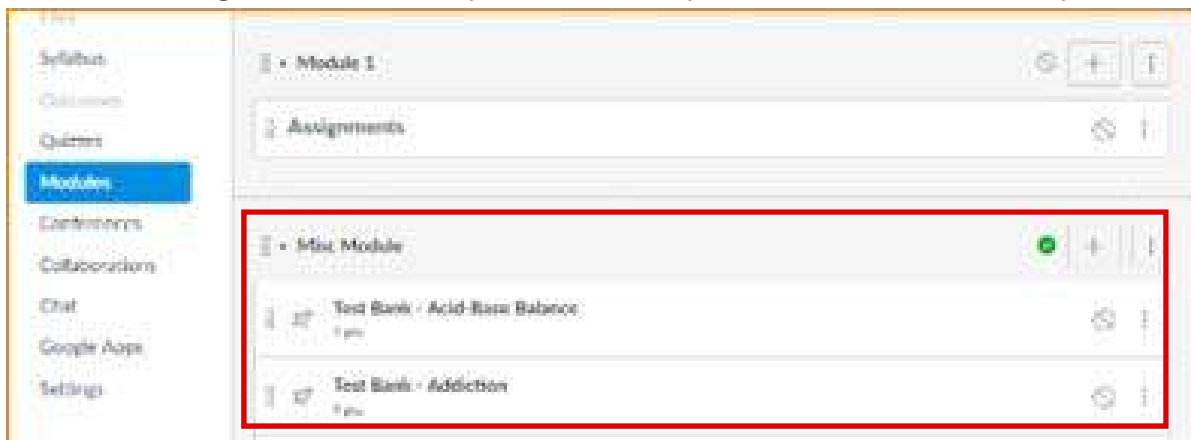 Syllabus
Outcomes
Quizzes
Modules
Conferences
Collaborations
Chat
Google Apps
Settings
Module 1
Assignments
Misc Module
Test Bank - Acid-Base Balance
Test Bank - Addiction